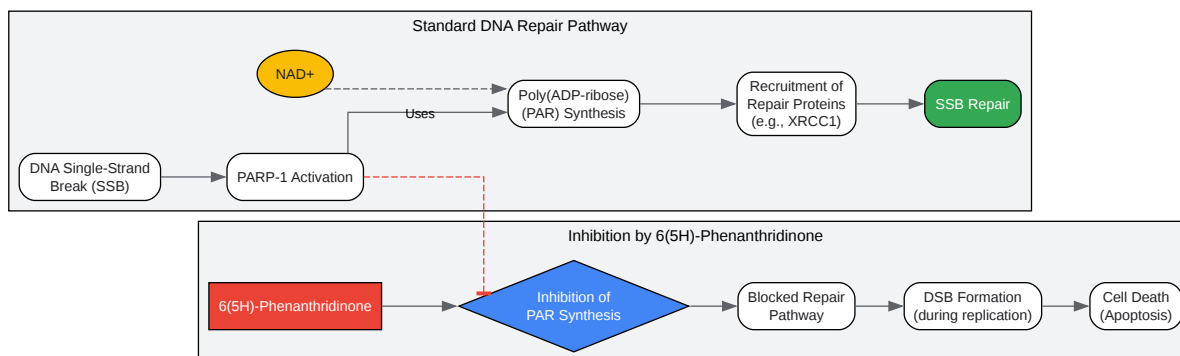 Standard DNA Repair Pathway
NAD+
Uses
Poly(ADP-ribose)
(PAR) Synthesis
Recruitment of
Repair Proteins
(e.g., XRCC1)
SSB Repair
DNA Single-Strand
Break (SSB)
PARP-1 Activation
Inhibition by 6(5H)-Phenanthridinone
6(5H)-Phenanthridinone
Inhibition of
PAR Synthesis
Blocked Repair
Pathway
DSB Formation
(during replication)
Cell Death
(Apoptosis)